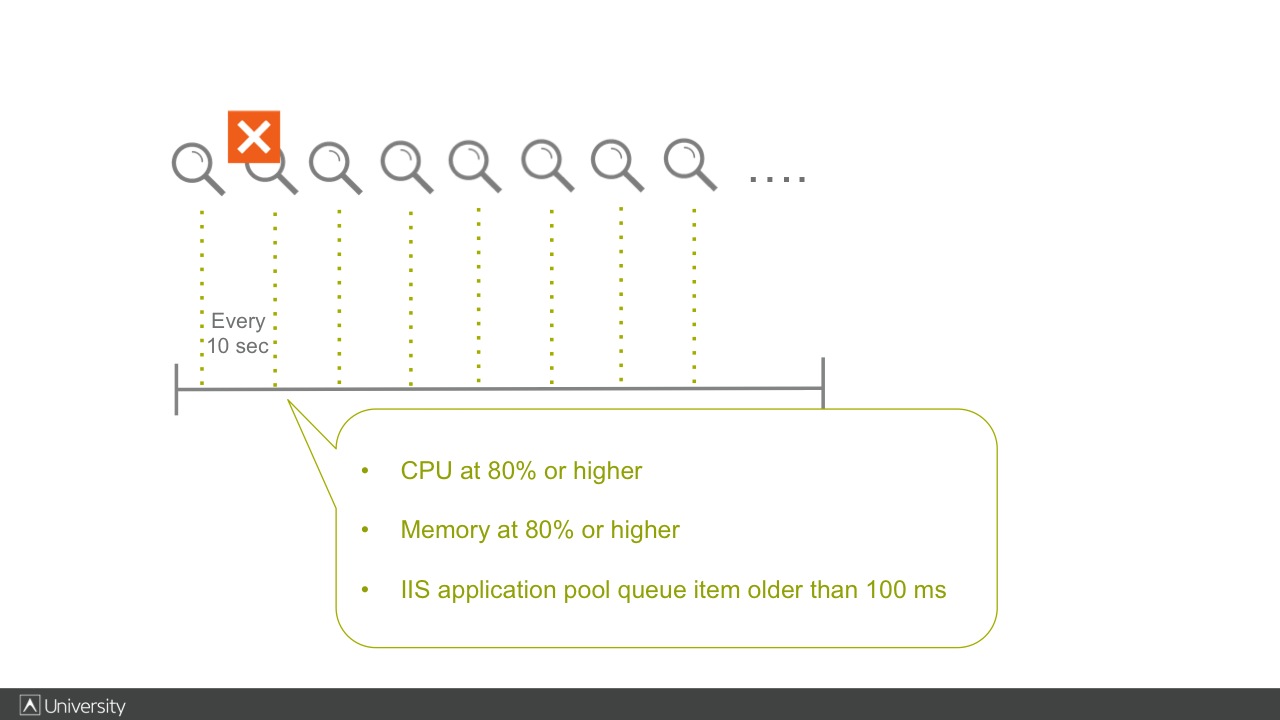 ....
Every
10 sec
• CPU at 80% or higher
• Memory at 80% or higher
• IIS application pool queue item older than 100 ms
University